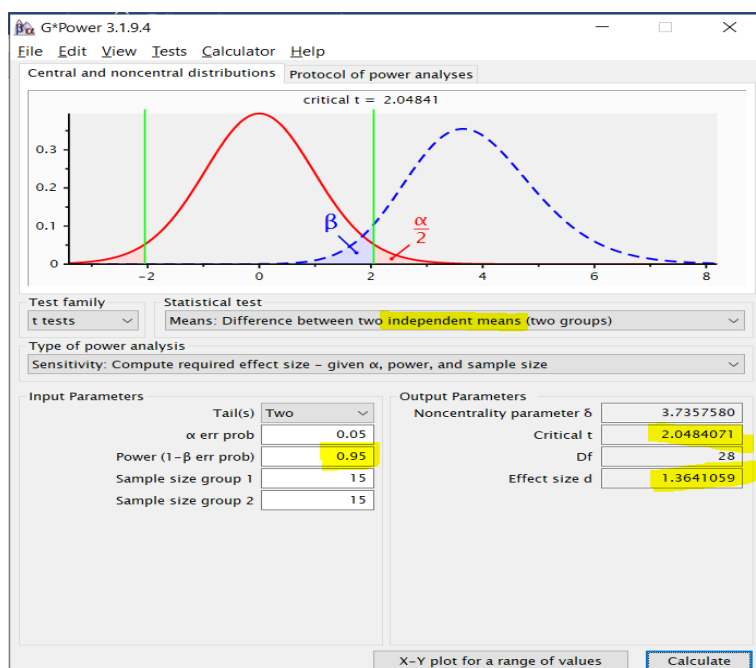 G*Power 3.1.9.4
File Edit View Tests Calculator Help
Central and noncentral distributions Protocol of power analyses
critical t = 2.04841
0.3
0.2
0.1
0
β
α
2
-2 0 2 4 6 8
Test family Statistical test
t tests Means: Difference between two independent means (two groups)
Type of power analysis
Sensitivity: Compute required effect size - given α, power, and sample size
Input Parameters Output Parameters
Tail(s) Two Noncentrality parameter δ 3.7357580
α err prob 0.05 Critical t 2.0484071
Power (1-β err prob) 0.95 Df 28
Sample size group 1 15 Effect size d 1.3641059
Sample size group 2 15
X-Y plot for a range of values Calculate